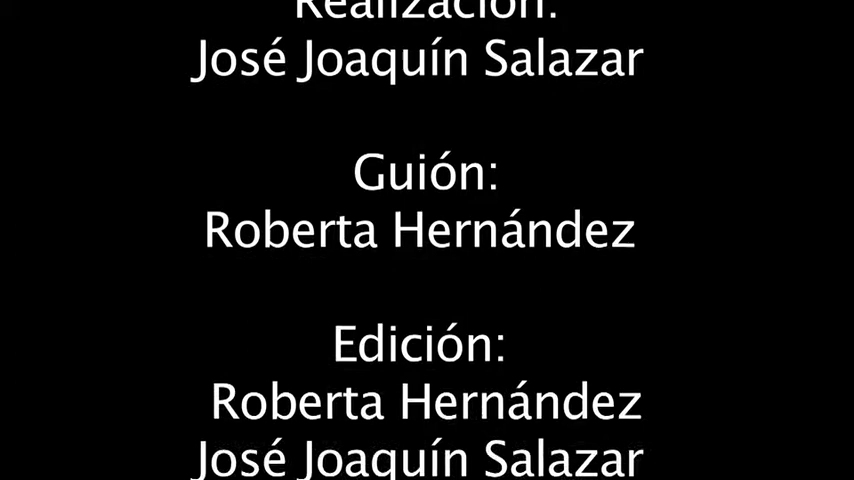 Realización:
José Joaquín Salazar
Guión:
Roberta Hernández
Edición:
Roberta Hernández
José Joaquín Salazar